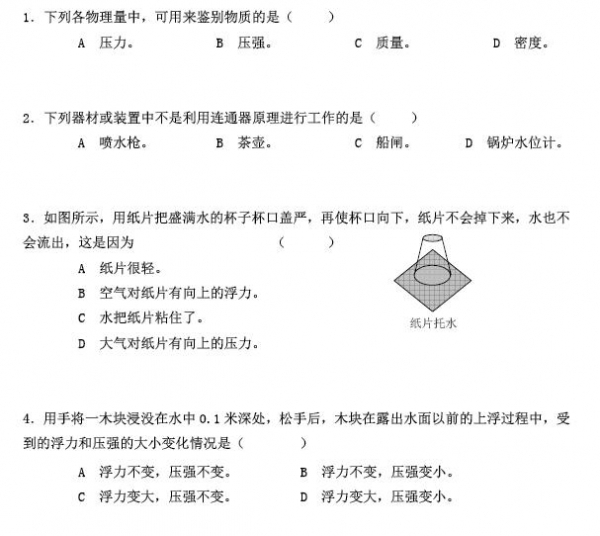 1. 下列各物理量中，可用来鉴别物质的是（　　）
A 压力。　B 压强。　C 质量。　D 密度。
2. 下列器材或装置中不是利用连通器原理进行工作的是（　　）
A 喷水枪。　B 茶壶。　C 船闸。　D 锅炉水位计。
3. 如图所示，用纸片把盛满水的杯子杯口盖严，再使杯口向下，纸片不会掉下来，水也不
会流出，这是因为（　　）
A 纸片很轻。
B 空气对纸片有向上的浮力。
C 水把纸片粘住了。
D 大气对纸片有向上的压力。
纸片托水
4. 用手将一木块浸没在水中 0.1 米深处，松手后，木块在露出水面以前的上浮过程中，受
到的浮力和压强的大小变化情况是（　　）
A 浮力不变，压强不变。　B 浮力不变，压强变小。
C 浮力变大，压强不变。　D 浮力变大，压强变小。